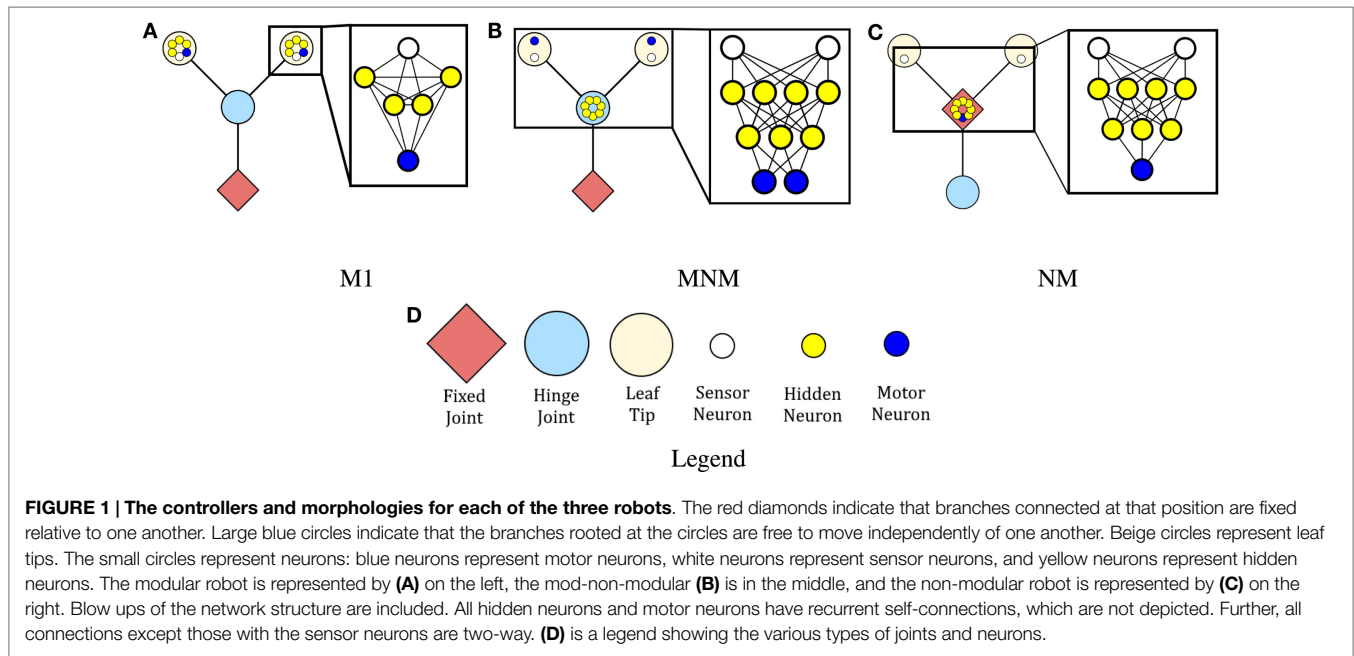 A
B
C
M1
MNM
NM
D
Fixed
Joint
Hinge
Joint
Leaf
Tip
Sensor
Neuron
Hidden
Neuron
Motor
Neuron
Legend
FIGURE 1 | The controllers and morphologies for each of the three robots. The red diamonds indicate that branches connected at that position are fixed
relative to one another. Large blue circles indicate that the branches rooted at the circles are free to move independently of one another. Beige circles represent leaf
tips. The small circles represent neurons: blue neurons represent motor neurons, white neurons represent sensor neurons, and yellow neurons represent hidden
neurons. The modular robot is represented by (A) on the left, the mod-non-modular (B) is in the middle, and the non-modular robot is represented by (C) on the
right. Blow ups of the network structure are included. All hidden neurons and motor neurons have recurrent self-connections, which are not depicted. Further, all
connections except those with the sensor neurons are two-way. (D) is a legend showing the various types of joints and neurons.